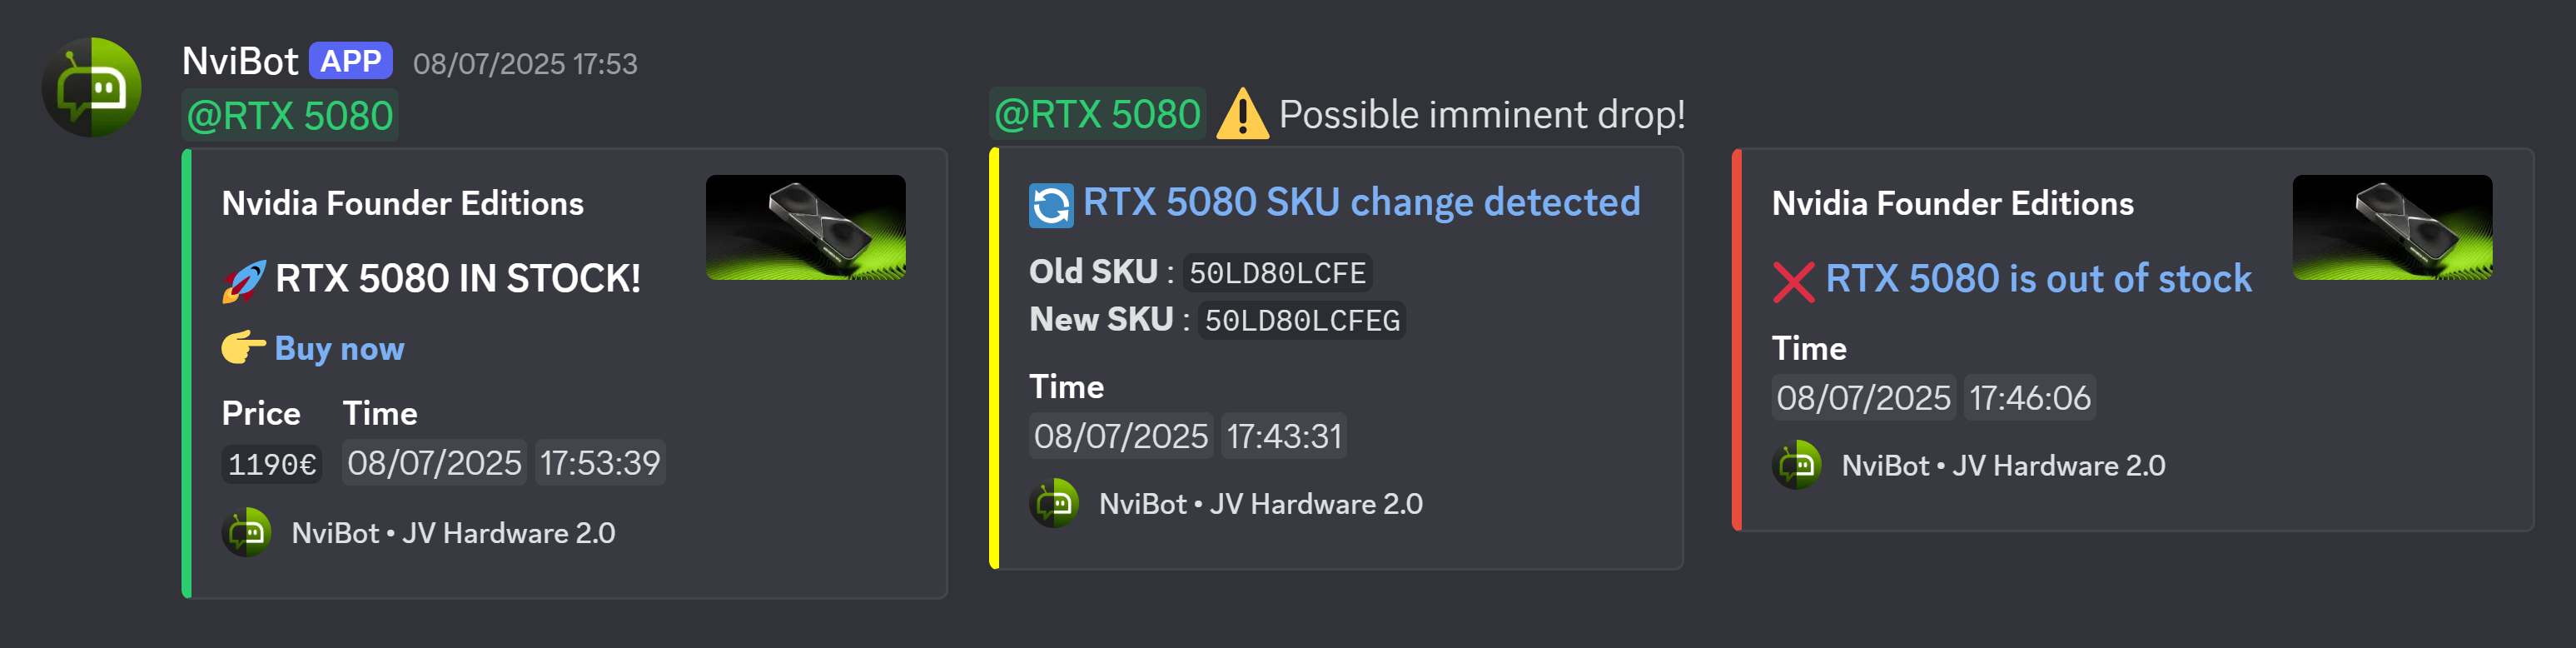 NviBot APP 08/07/2025 17:53
@RTX 5080
Nvidia Founder Editions
🚀 RTX 5080 IN STOCK!
👉 Buy now
Price Time
1190€ 08/07/2025 17:53:39
NviBot • JV Hardware 2.0
@RTX 5080 ⚠️ Possible imminent drop!
🔄 RTX 5080 SKU change detected
Old SKU : 50LD80LCFE
New SKU : 50LD80LCFEG
Time
08/07/2025 17:43:31
NviBot • JV Hardware 2.0
Nvidia Founder Editions
❌ RTX 5080 is out of stock
Time
08/07/2025 17:46:06
NviBot • JV Hardware 2.0